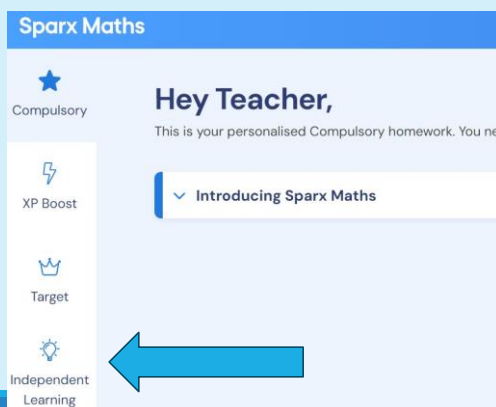 Sparx Maths
Compulsory
Hey Teacher,
This is your personalised Compulsory homework. You ne
XP Boost
Introducing Sparx Maths
Target
Independent
Learning